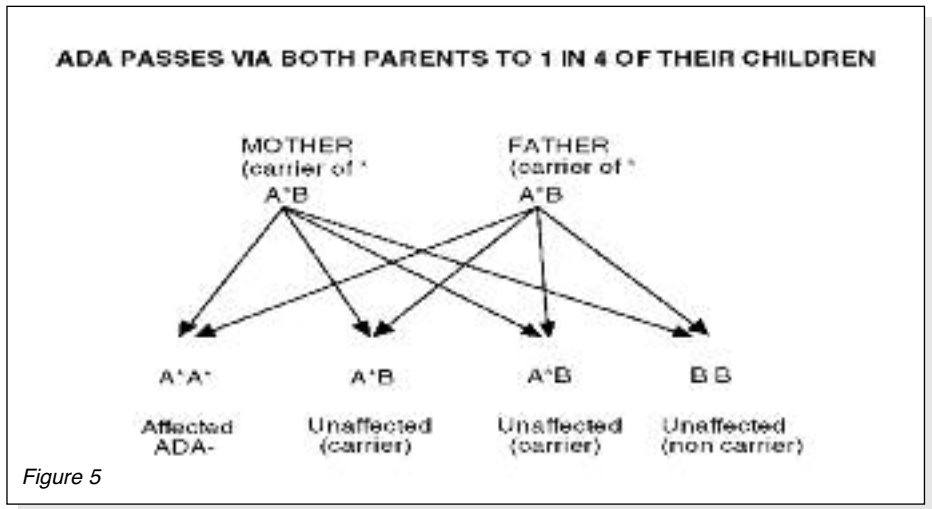 ADA PASSES VIA BOTH PARENTS TO 1 IN 4 OF THEIR CHILDREN
MOTHER FATHER
(carrier of * (carrier of *
A*B A*B
A*A* A*B A*B B B
Affected Unaffected Unaffected Unaffected
ADA- (carrier) (carrier) (non carrier)
Figure 5